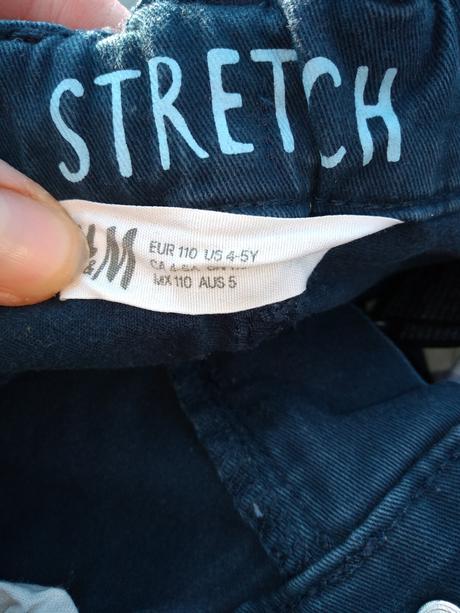 STRETCH
H&M
EUR 110 US 4-5Y
MX 110 AUS 5